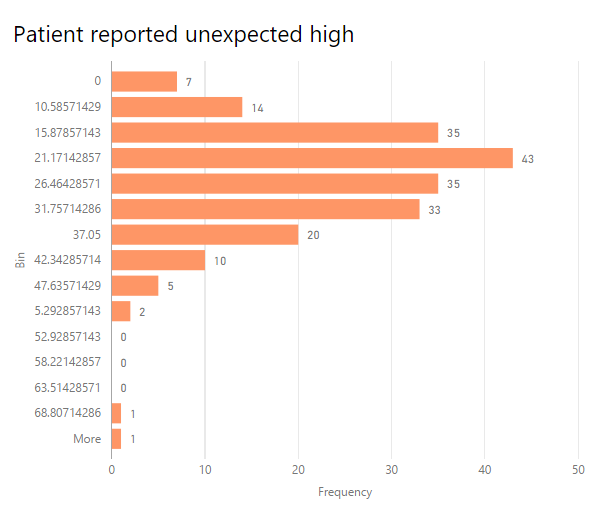 Patient reported unexpected high
0 7
10.58571429 14
15.87857143 35
21.17142857 43
26.46428571 35
31.75714286 33
37.05 20
42.34285714 10
47.63571429 5
5.292857143 2
52.92857143 0
58.22142857 0
63.51428571 0
68.80714286 1
More 1
Bin
0 10 20 30 40 50
Frequency